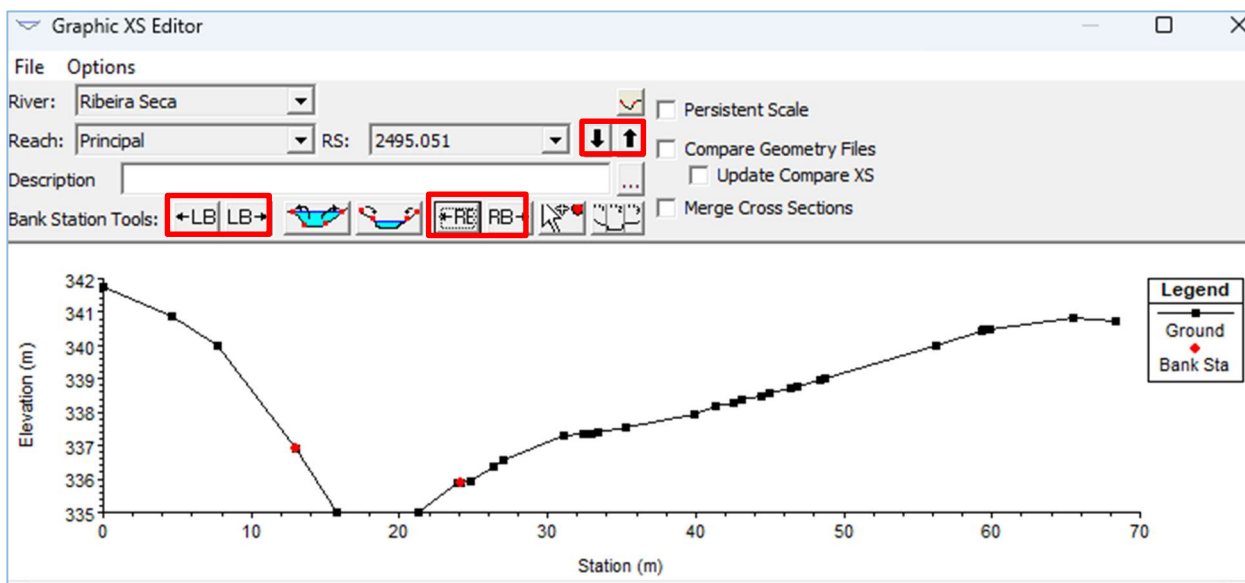 Graphic XS Editor
File Options
River: Ribeira Seca
Persistent Scale
Reach: Principal RS: 2495.051
Compare Geometry Files
Update Compare XS
Description ...
Merge Cross Sections
Bank Station Tools: LB LB RB RB
342
341
340
339
338
337
336
335
Elevation (m)
0 10 20 30 40 50 60 70
Station (m)
Legend
Ground
Bank Sta